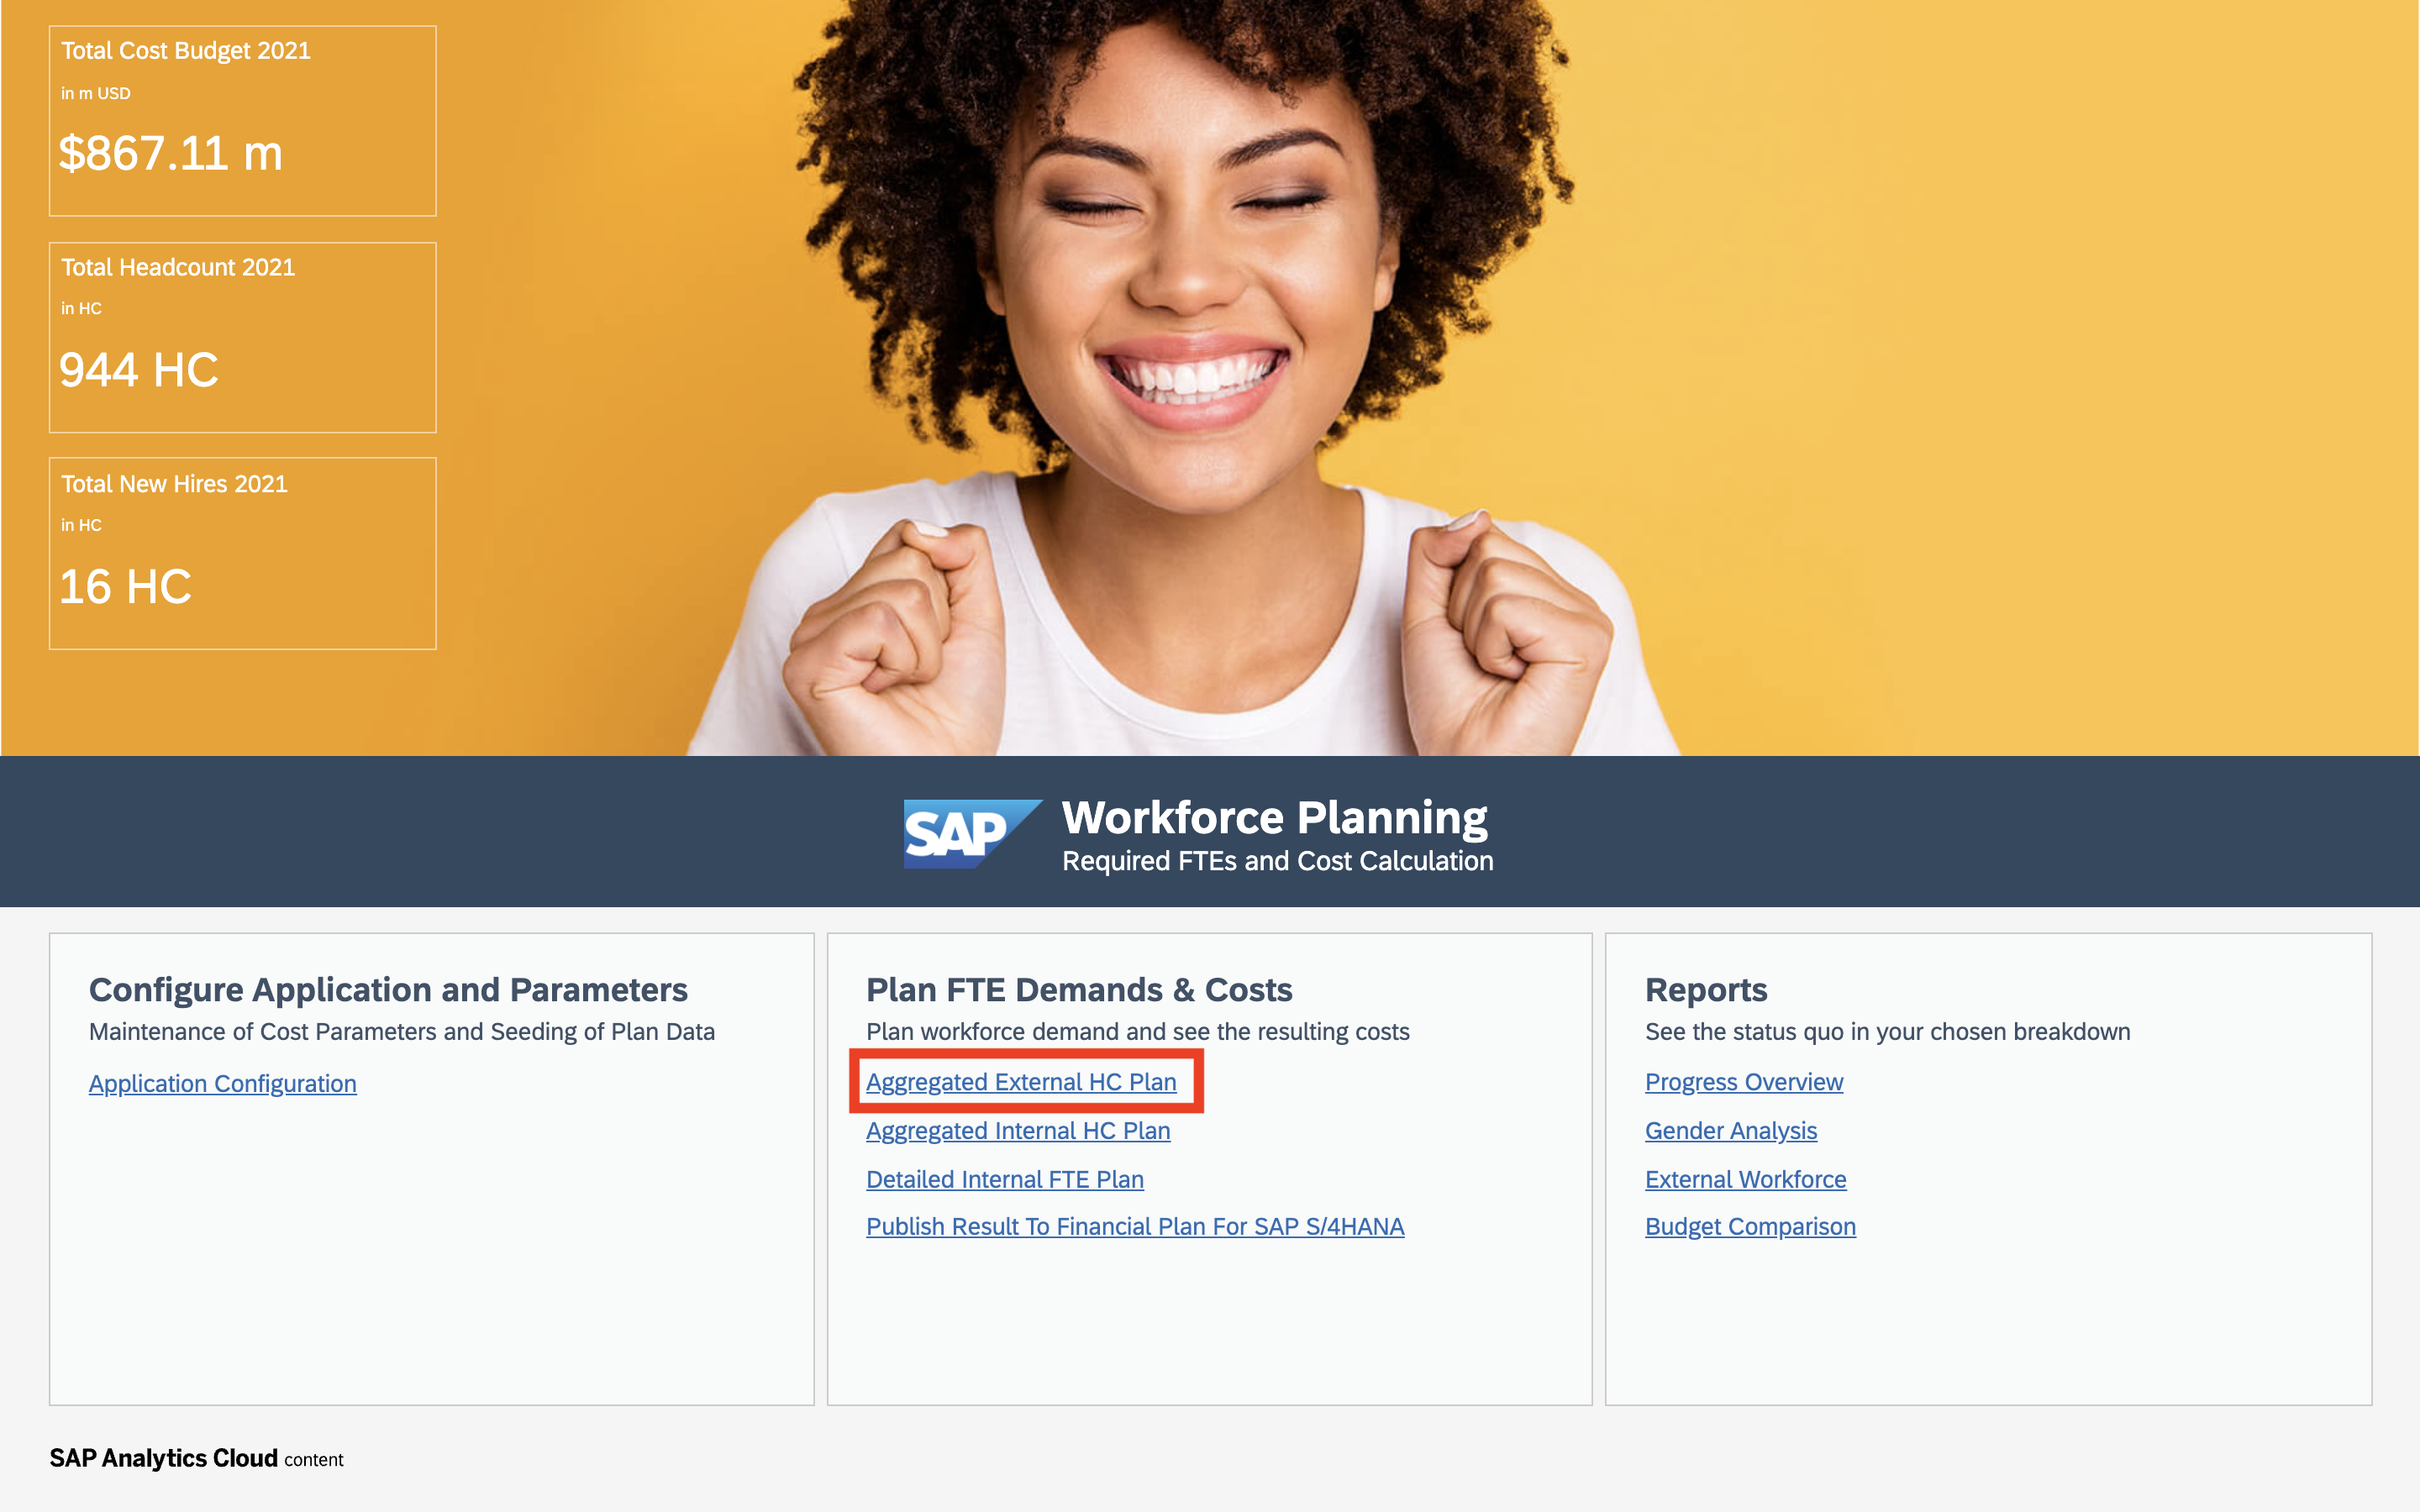 Total Cost Budget 2021
in m USD
$867.11 m
Total Headcount 2021
in HC
944 HC
Total New Hires 2021
in HC
16 HC
SAP
Workforce Planning
Required FTEs and Cost Calculation
Configure Application and Parameters
Maintenance of Cost Parameters and Seeding of Plan Data
Application Configuration
Plan FTE Demands & Costs
Plan workforce demand and see the resulting costs
Aggregated External HC Plan
Aggregated Internal HC Plan
Detailed Internal FTE Plan
Publish Result To Financial Plan For SAP S/4HANA
Reports
See the status quo in your chosen breakdown
Progress Overview
Gender Analysis
External Workforce
Budget Comparison
SAP Analytics Cloud content